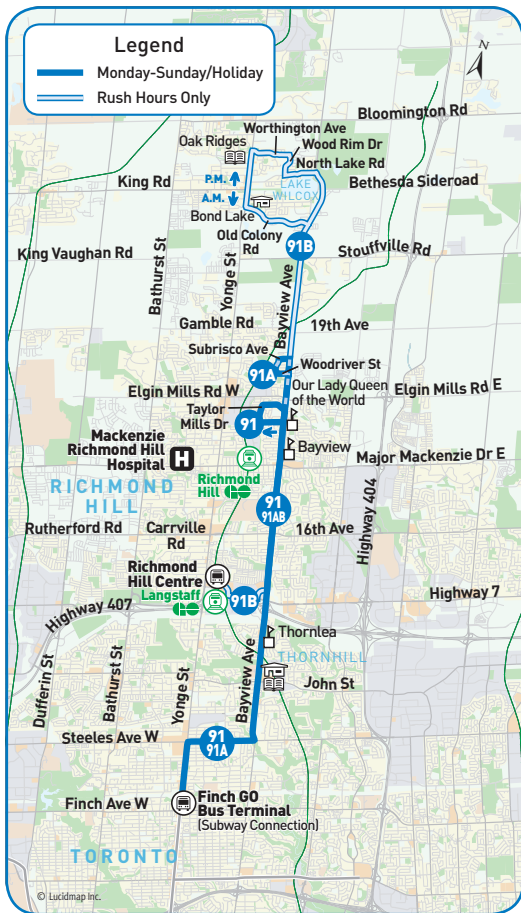 Legend
Monday-Sunday/Holiday
Rush Hours Only
N
Bloomington Rd
Worthington Ave
Oak Ridges
Wood Rim Dr
North Lake Rd
P.M.
King Rd
LAKE
WILCOX
Bethesda Sideroad
A.M.
Bond Lake
Old Colony
Rd
91B
King Vaughan Rd
Stouffville Rd
Bathurst St
Yonge St
Bayview Ave
Gamble Rd
19th Ave
Subrisco Ave
Woodriver St
91A
Our Lady Queen
of the World
Elgin Mills Rd W
Elgin Mills Rd E
Taylor
Mills Dr
91
Mackenzie
Richmond Hill
Hospital
H
Bayview
Major Mackenzie Dr E
Richmond
Hill
RICHMOND
HILL
91
91AB
Highway 404
Rutherford Rd
Carrville
Rd
16th Ave
Richmond
Hill Centre
Langstaff
91B
Highway 7
Highway 407
Thornlea
THORNHILL
Dufferin St
Bathurst St
Yonge St
Bayview Ave
John St
Steeles Ave W
91
91A
Finch Ave W
Finch GO
Bus Terminal
(Subway Connection)
TORONTO
© Lucidmap Inc.